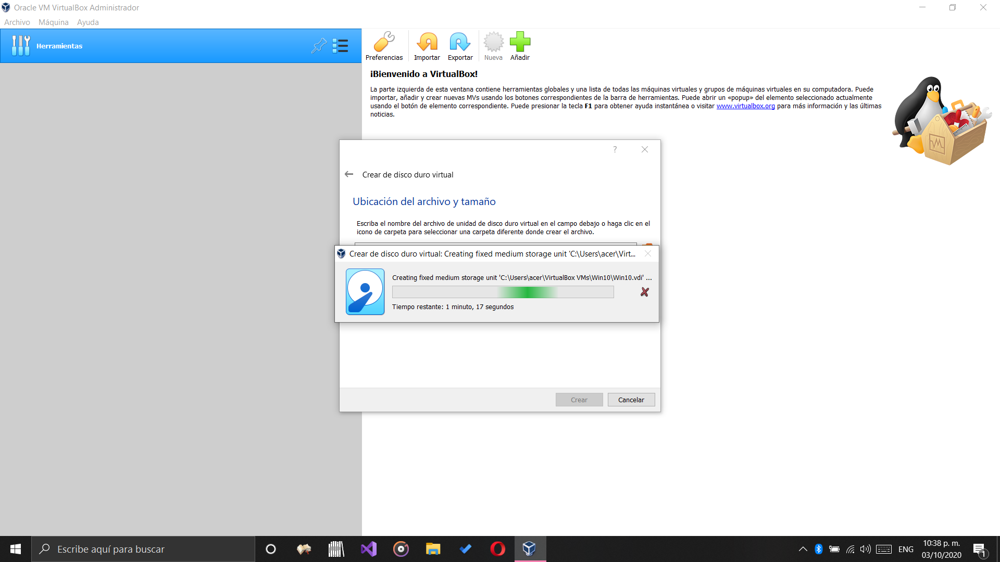 Oracle VM VirtualBox Administrador
Archivo Máquina Ayuda
Herramientas
Preferencias Importar Exportar Nueva Añadir
¡Bienvenido a VirtualBox!
La parte izquierda de esta ventana contiene herramientas globales y una lista de todas las máquinas virtuales y grupos de máquinas virtuales en su computadora. Puede
importar, añadir y crear nuevas MVs usando los botones correspondientes de la barra de herramientas. Puede abrir un «popup» del elemento seleccionado actualmente
usando el botón de elemento correspondiente. Puede presionar la tecla F1 para obtener ayuda instantánea o visitar www.virtualbox.org para más información y las últimas
noticias.
?
Crear de disco duro virtual
Ubicación del archivo y tamaño
Escriba el nombre del archivo de unidad de disco duro virtual en el campo debajo o haga clic en el
icono de carpeta para seleccionar una carpeta diferente donde crear el archivo.
Crear de disco duro virtual: Creating fixed medium storage unit 'C:\Users\acer\Virt...
Creating fixed medium storage unit 'C:\Users\acer\VirtualBox VMs\Win10\Win10.vdi' ...
Tiempo restante: 1 minuto, 17 segundos
Crear Cancelar
Escribe aquí para buscar
ENG
10:38 p. m.
03/10/2020
1